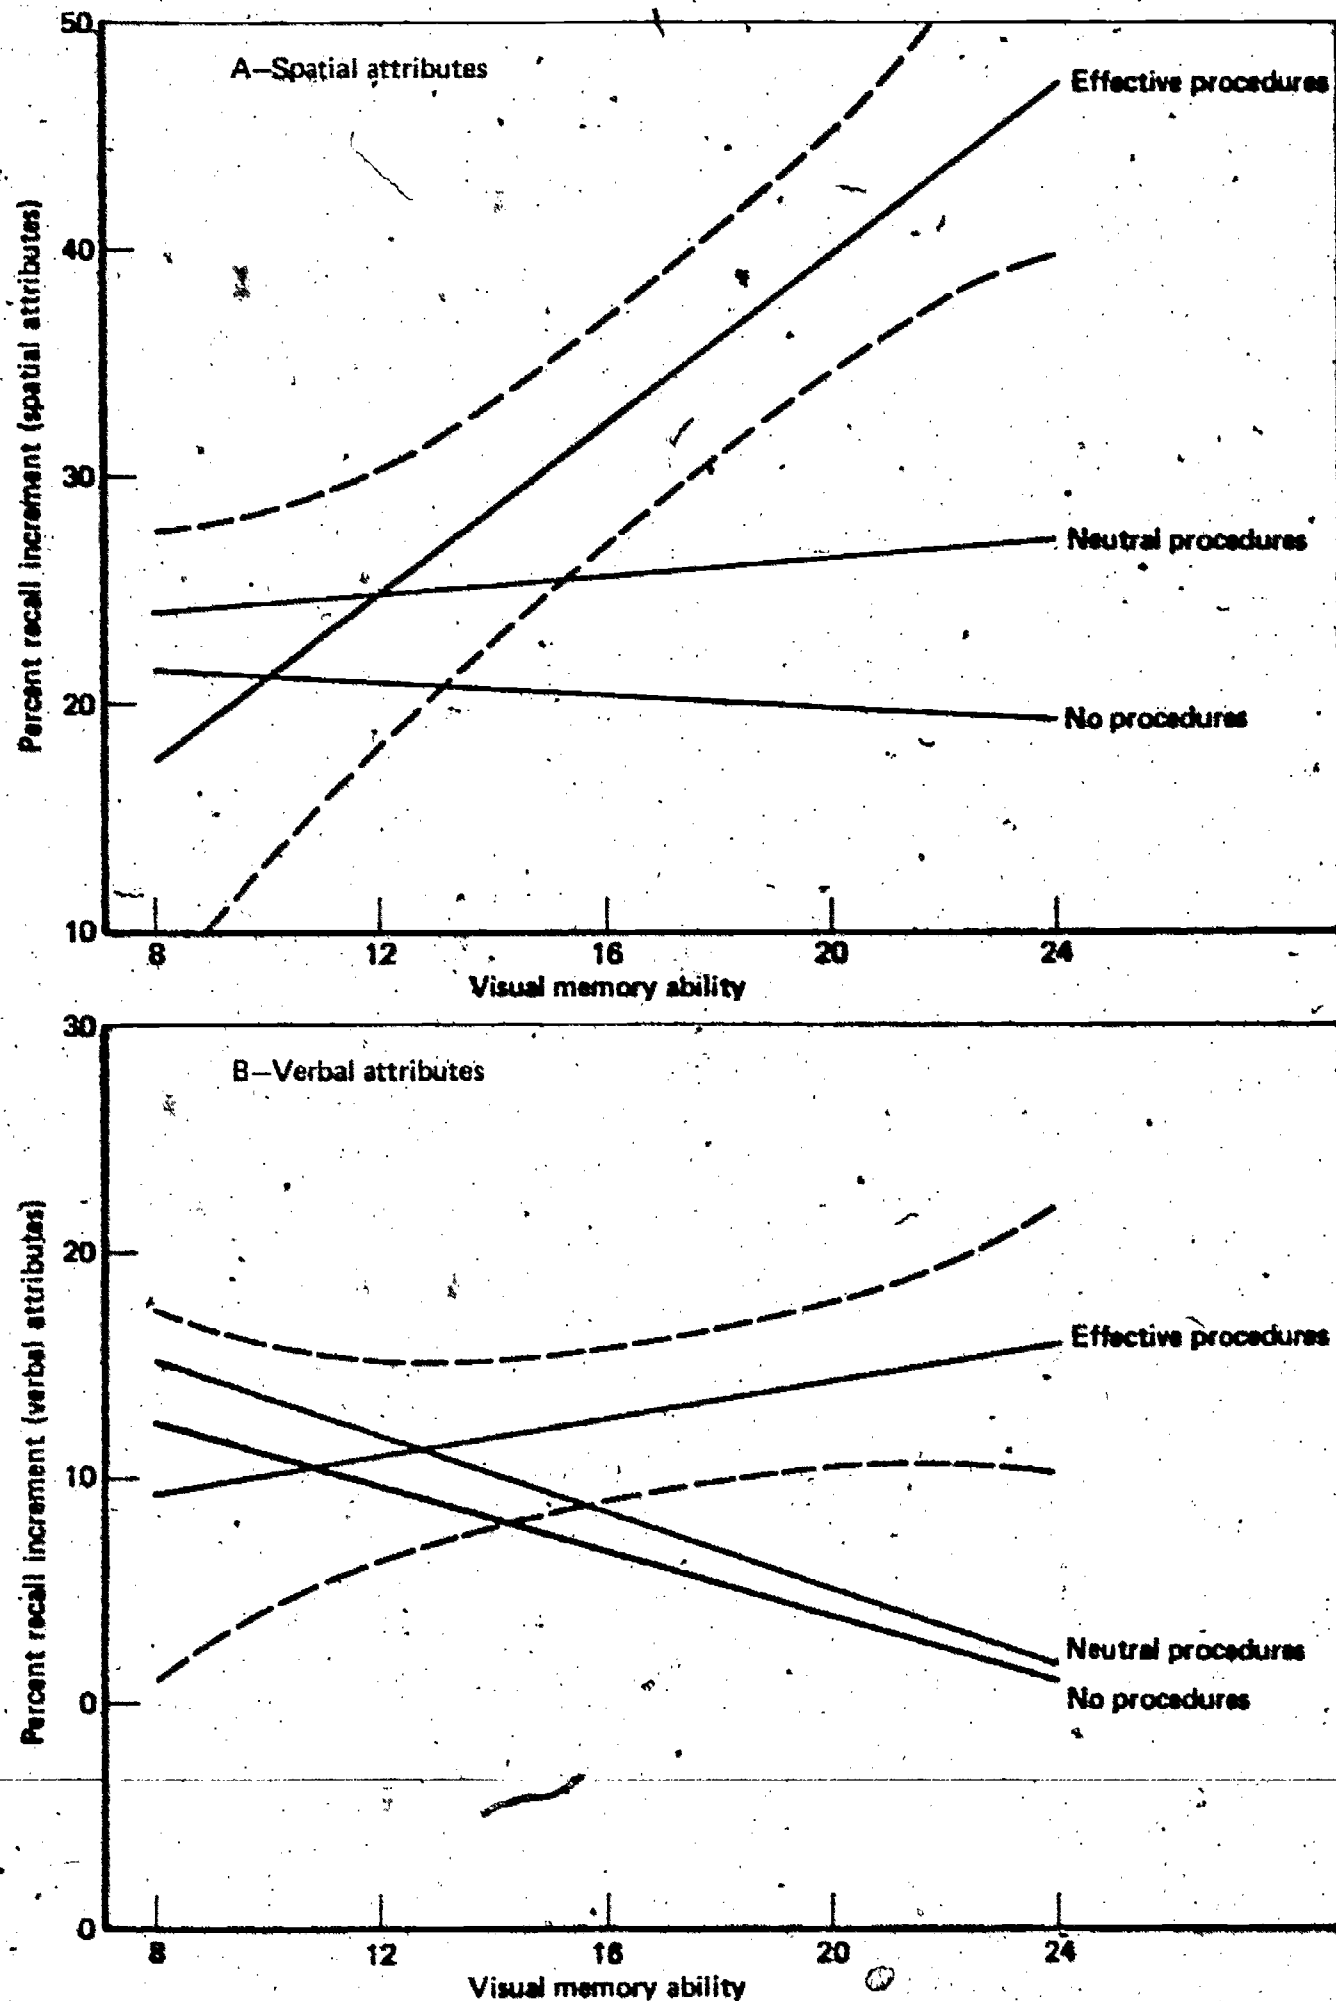 50
A—Spatial attributes
Effective procedures
40
Percent recall increment (spatial attributes)
30
Neutral procedures
20
No procedures
10
8 12 16 20 24
Visual memory ability
30
B—Verbal attributes
20
Percent recall increment (verbal attributes)
Effective procedures
10
Neutral procedures
0
No procedures
0
8 12 16 20 24
Visual memory ability